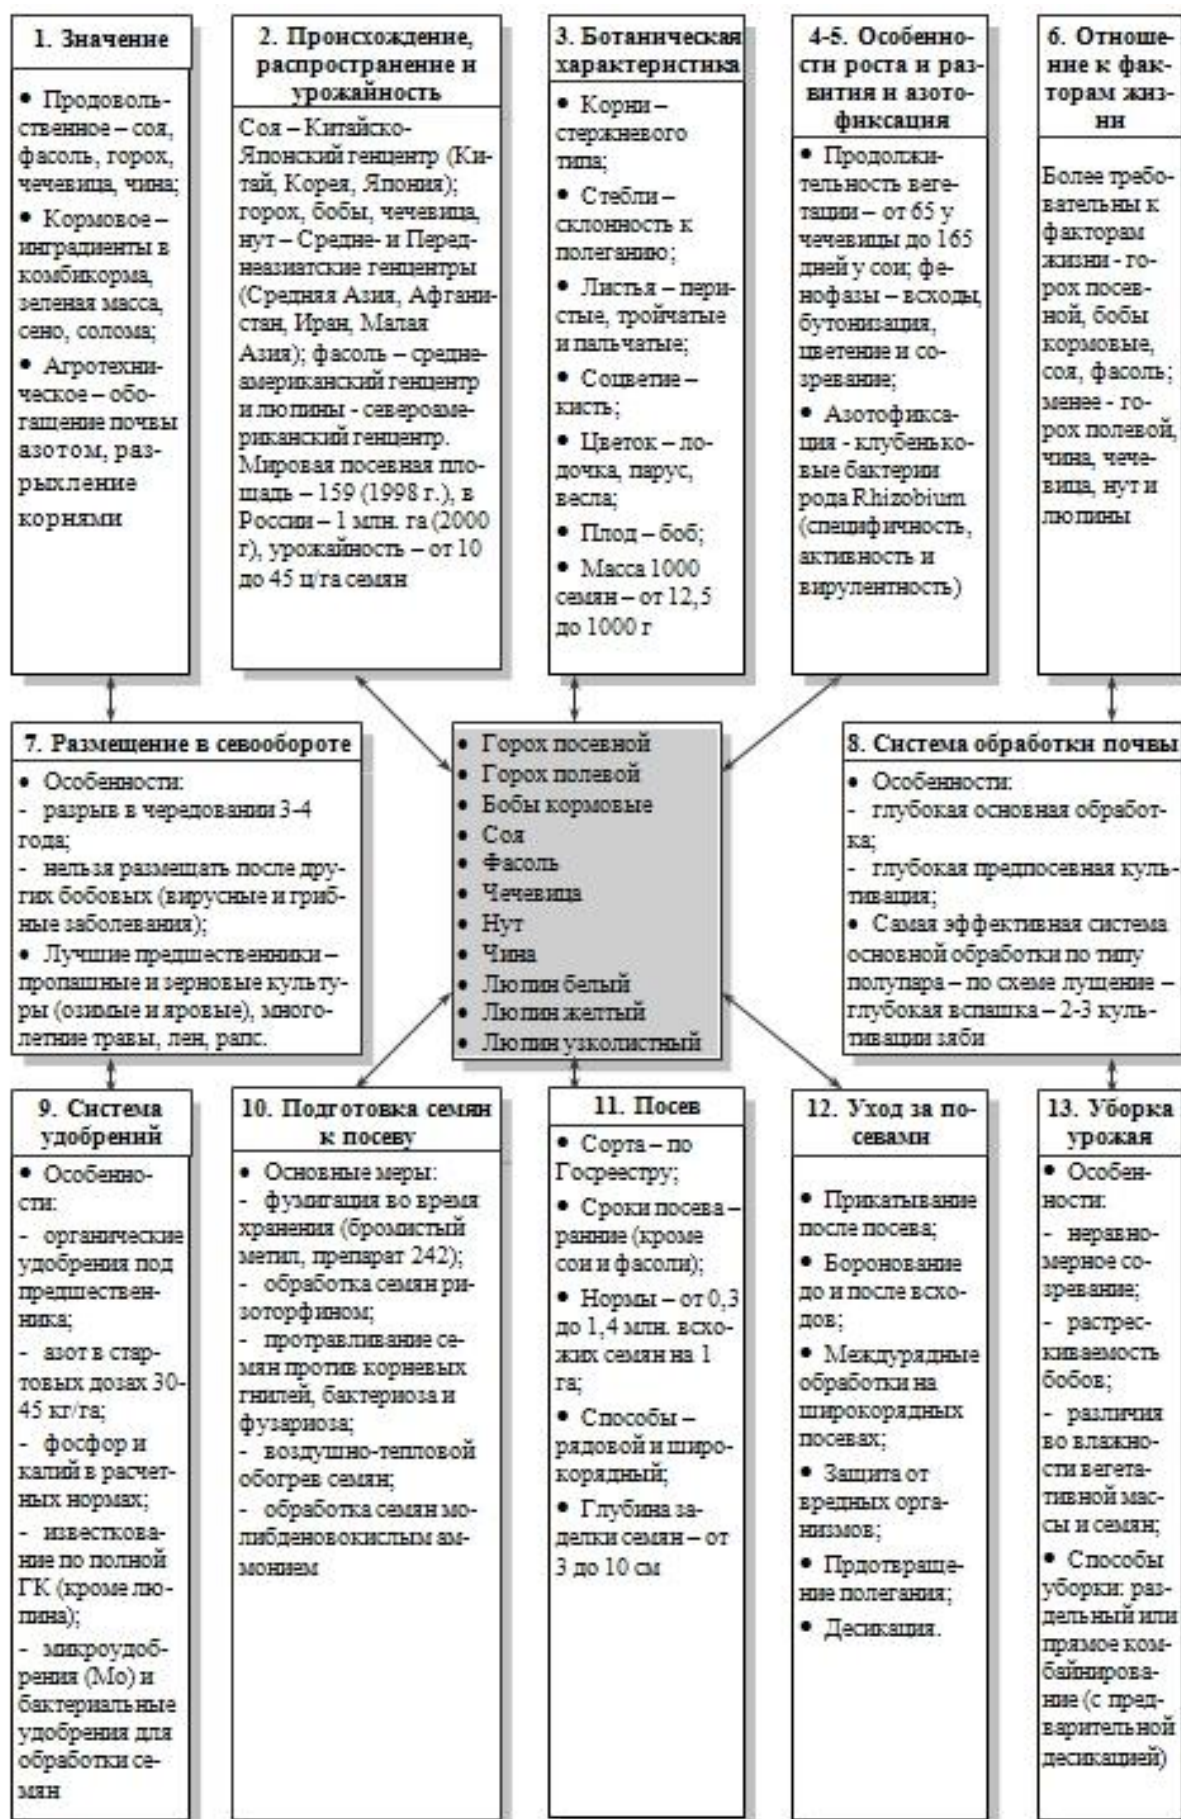 1. Значение
• Продоволь-
ственное – соя,
фасоль, горох,
чечевица, чина;
• Кормовое –
инградиенты в
комбикорма,
зеленая масса,
сено, солома;
• Агротехни-
ческое – обо-
гащение почвы
азотом, раз-
рыхление
корнями
2. Происхождение,
распространение и
урожайность
Соя – Китайско-
Японский генцентр (Ки-
тай, Корея, Япония);
горох, бобы, чечевица,
нут – Средне- и Перед-
неазиатские генцентры
(Средняя Азия, Афгани-
стан, Иран, Малая
Азия); фасоль – средне-
американский генцентр
и люпины - североаме-
риканский генцентр.
Мировая посевная пло-
щадь – 159 (1998 г.), в
России – 1 млн. га (2000
г), урожайность – от 10
до 45 ц/га семян
3. Ботаническая
характеристика
• Корни –
стержневого
типа;
• Стебли –
склонность к
полеганию;
• Листья – пери-
стые, тройчатые
и пальчатые;
• Соцветие –
кисть;
• Цветок – ло-
дочка, парус,
весла;
• Плод – боб;
• Масса 1000
семян – от 12,5
до 1000 г
4-5. Особенно-
сти роста и раз-
вития и азото-
фиксация
• Продолжи-
тельность веге-
тации – от 65 у
чечевицы до 165
дней у сои; фе-
нофазы – всходы,
бутонизация,
цветение и со-
зревание;
• Азотофикса-
ция - клубенько-
вые бактерии
рода Rhizobium
(специфичность,
активность и
вирулентность)
6. Отноше-
ние к фак-
торам жиз-
ни
Более требо-
вательны к
факторам
жизни - го-
рох посев-
ной, бобы
кормовые,
соя, фасоль;
менее - го-
рох полевой,
чина, чече-
вица, нут и
люпины
7. Размещение в севообороте
• Особенности:
- разрыв в чередовании 3-4
года;
- нельзя размещать после дру-
гих бобовых (вирусные и гриб-
ные заболевания);
• Лучшие предшественники –
пропашные и зерновые культу-
ры (озимые и яровые), много-
летние травы, лен, рапс.
• Горох посевной
• Горох полевой
• Бобы кормовые
• Соя
• Фасоль
• Чечевица
• Нут
• Чина
• Люпин белый
• Люпин желтый
• Люпин узколистный
8. Система обработки почвы
• Особенности:
- глубокая основная обработ-
ка;
- глубокая предпосевная куль-
тивация;
• Самая эффективная система
основной обработки по типу
полупара – по схеме лущение –
глубокая вспашка – 2-3 куль-
тивации зяби
9. Система
удобрений
• Особенно-
сти:
- органические
удобрения под
предшествен-
ника;
- азот в стар-
товых дозах 30-
45 кг/га;
- фосфор и
калий в расчет-
ных нормах;
- известкова-
ние по полной
ГК (кроме лю-
пина);
- микроудоб-
рения (Мо) и
бактериальные
удобрения для
обработки се-
мян
10. Подготовка семян
к посеву
• Основные меры:
- фумигация во время
хранения (бромистый
метил, препарат 242);
- обработка семян ри-
зоторфином;
- протравливание се-
мян против корневых
гнилей, бактериоза и
фузариоза;
- воздушно-тепловой
обогрев семян;
- обработка семян мо-
либденовокислым ам-
монием
11. Посев
• Сорта – по
Госреестру;
• Сроки посева –
ранние (кроме
сои и фасоли);
• Нормы – от 0,3
до 1,4 млн. всхо-
жих семян на 1
га;
• Способы –
рядовой и широ-
корядный;
• Глубина за-
делки семян – от
3 до 10 см
12. Уход за по-
севами
• Прикатывание
после посева;
• Боронование
до и после всхо-
дов;
• Междурядные
обработки на
широкорядных
посевах;
• Защита от
вредных орга-
низмов;
• Прдотвраще-
ние полегания;
• Десикация.
13. Уборка
урожая
• Особен-
ности:
- неравно-
мерное со-
зревание;
- растрес-
киваемость
бобов;
- различия
во влажно-
сти вегета-
тивной мас-
сы и семян;
• Способы
уборки: раз-
дельный или
прямое ком-
байнирова-
ние (с пред-
варительной
десикацией)